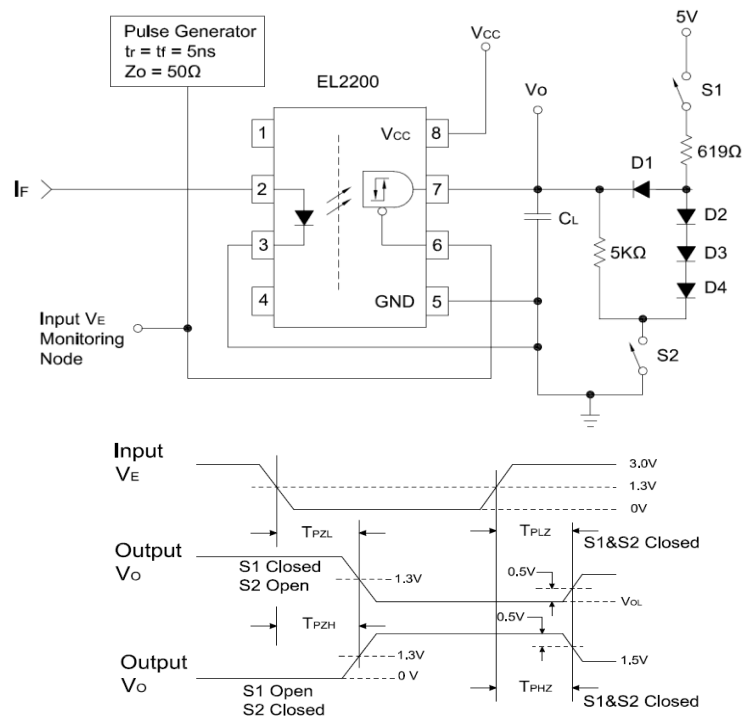 Pulse Generator
tr = tf = 5ns
Zo = 50Ω
EL2200
VCC
5V
S1
619Ω
Vo
1
2
3
4
VCC
GND
8
7
6
5
IF
CL
D1
D2
D3
D4
5KΩ
S2
Input VE
Monitoring
Node
Input
VE
3.0V
1.3V
0V
TPZL
TPLZ
S1&S2 Closed
Output
VO
S1 Closed
S2 Open
1.3V
0.5V
VOL
TPZH
0.5V
Output
VO
1.3V
0 V
1.5V
S1 Open
S2 Closed
TPHZ
S1&S2 Closed